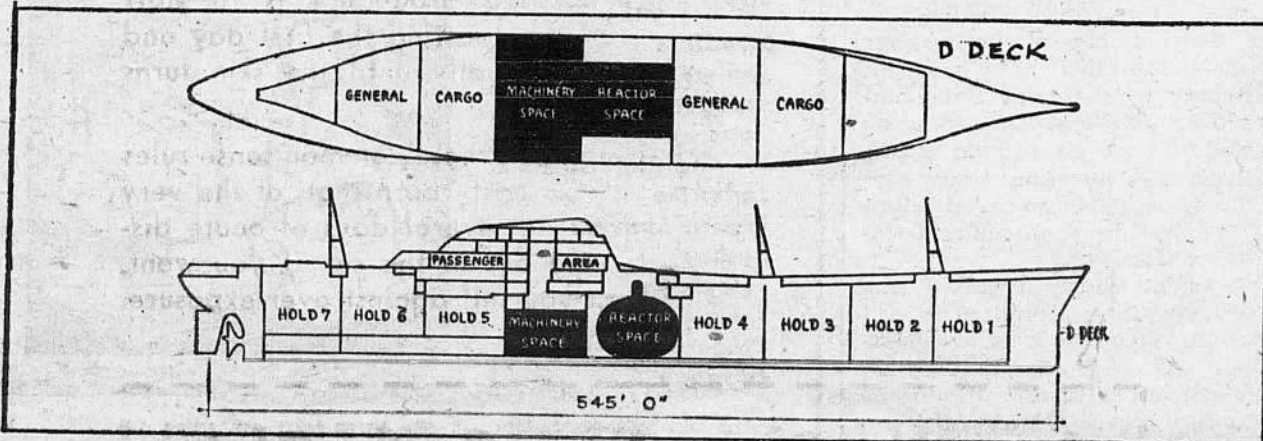 D DECK
GENERAL CARGO MACHINERY SPACE REACTOR SPACE GENERAL CARGO
PASSENGER AREA
HOLD 7 HOLD 6 HOLD 5 MACHINERY SPACE REACTOR SPACE HOLD 4 HOLD 3 HOLD 2 HOLD 1 D DECK
545' 0"